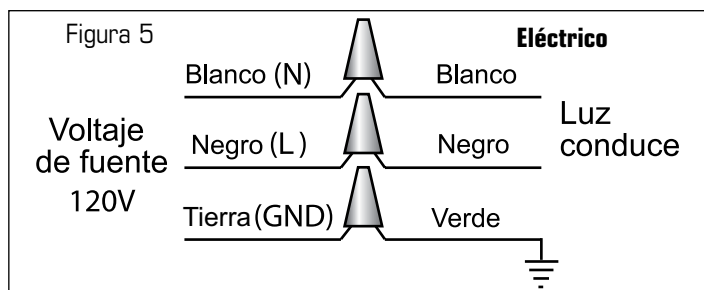 Figura 5
Eléctrico
Blanco (N)
Blanco
Voltaje
de fuente
120V
Negro (L)
Negro
Luz
conduce
Tierra (GND)
Verde